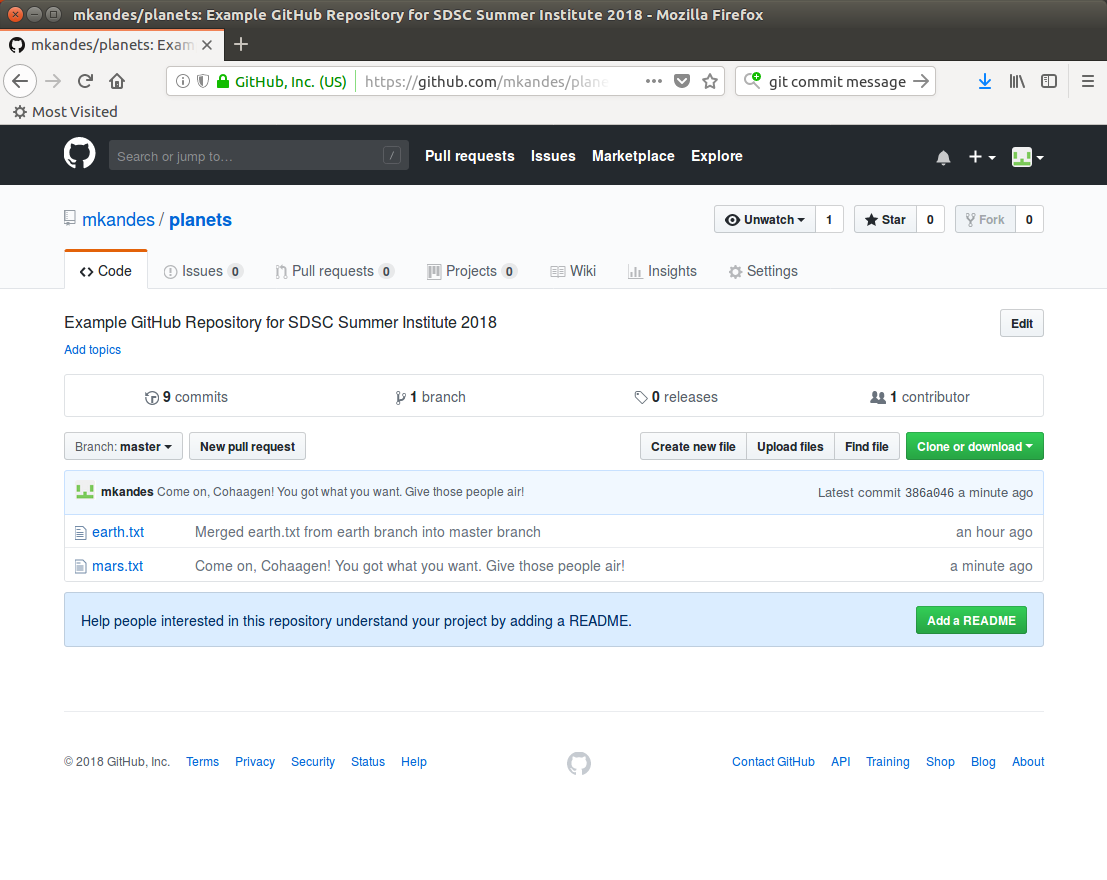 mkandes/planets: Example GitHub Repository for SDSC Summer Institute 2018 - Mozilla Firefox
mkandes/planets: Exam
GitHub, Inc. (US) https://github.com/mkandes/plane git commit message
Most Visited
Search or jump to… / Pull requests Issues Marketplace Explore
mkandes / planets Unwatch 1 Star 0 Fork 0
Code Issues 0 Pull requests 0 Projects 0 Wiki Insights Settings
Example GitHub Repository for SDSC Summer Institute 2018 Edit
Add topics
9 commits 1 branch 0 releases 1 contributor
Branch: master New pull request Create new file Upload files Find file Clone or download
mkandes Come on, Cohaagen! You got what you want. Give those people air! Latest commit 386a046 a minute ago
earth.txt Merged earth.txt from earth branch into master branch an hour ago
mars.txt Come on, Cohaagen! You got what you want. Give those people air! a minute ago
Help people interested in this repository understand your project by adding a README. Add a README
© 2018 GitHub, Inc. Terms Privacy Security Status Help Contact GitHub API Training Shop Blog About